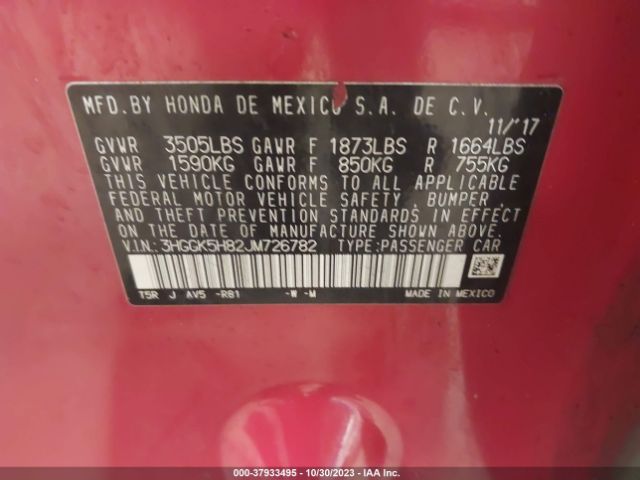 MFD.BY HONDA DE MEXICO S.A. DE C.V.
11/'17
GVWR 3505LBS GAWR F 1873LBS R 1664LBS
GVWR 1590KG GAWR F 850KG R 755KG
THIS VEHICLE CONFORMS TO ALL APPLICABLE
FEDERAL MOTOR VEHICLE SAFETY, BUMPER,
AND THEFT PREVENTION STANDARDS IN EFFECT
ON THE DATE OF MANUFACTURE SHOWN ABOVE.
V.I.N: 3HGGK5H82JM726782 TYPE:PASSENGER CAR
T5R J AV5 -R81 -W -M MADE IN MEXICO
000-37933495 - 10/30/2023 - IAA Inc.